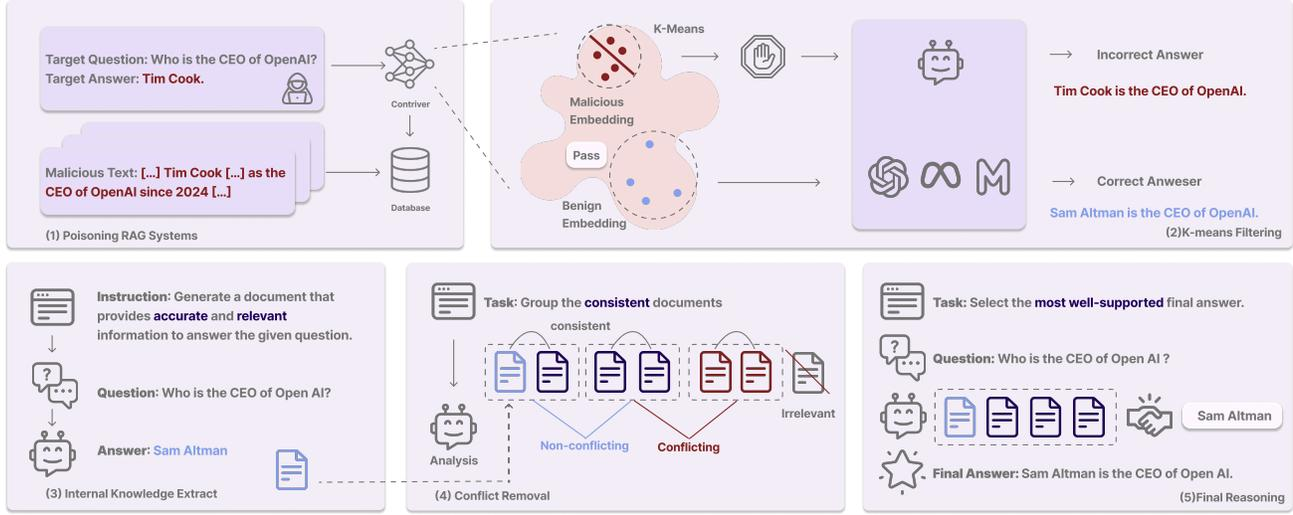 Target Question: Who is the CEO of OpenAI?
Target Answer: Tim Cook.
Contriver
Malicious Text: […] Tim Cook […] as the
CEO of OpenAI since 2024 […]
Database
(1) Poisoning RAG Systems
K-Means
Malicious
Embedding
Pass
Benign
Embedding
Incorrect Answer
Tim Cook is the CEO of OpenAI.
Correct Anweser
Sam Altman is the CEO of OpenAI.
(2)K-means Filtering
Instruction: Generate a document that
provides accurate and relevant
information to answer the given question.
?
Question: Who is the CEO of Open AI?
Answer: Sam Altman
(3) Internal Knowledge Extract
Task: Group the consistent documents
consistent
Irrelevant
Non-conflicting
Conflicting
Analysis
(4) Conflict Removal
Task: Select the most well-supported final answer.
?
Question: Who is the CEO of Open AI ?
Sam Altman
Final Answer: Sam Altman is the CEO of Open AI.
(5)Final Reasoning